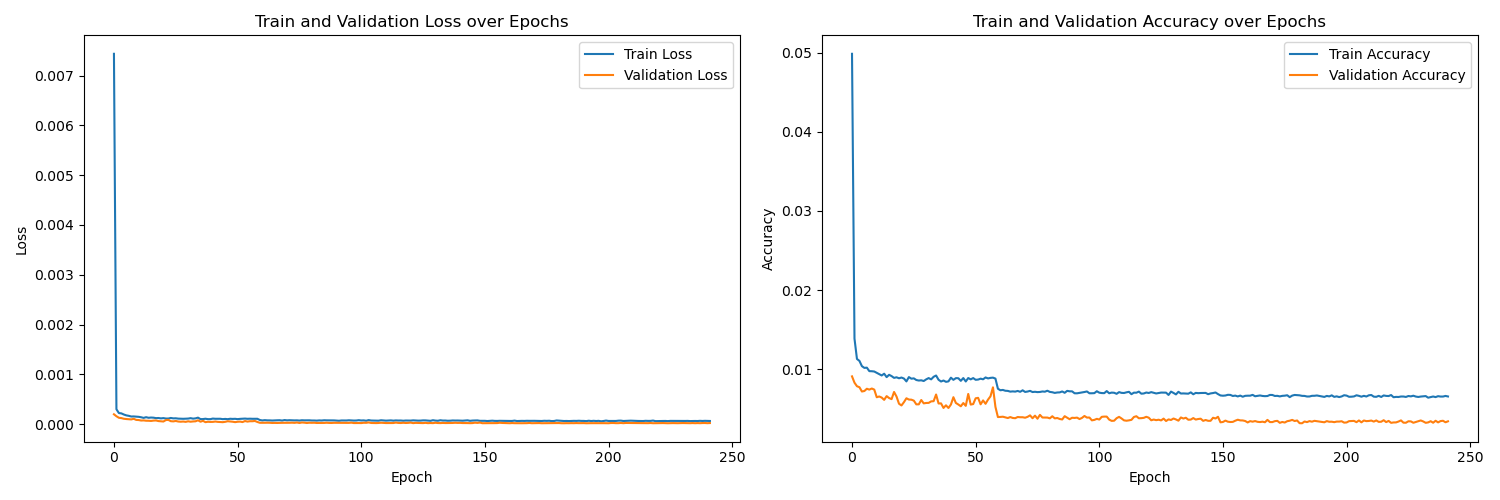 Train and Validation Loss over Epochs
Train Loss
Validation Loss
0.007
0.006
0.005
0.004
0.003
0.002
0.001
0.000
Loss
0 50 100 150 200 250
Epoch
Train and Validation Accuracy over Epochs
Train Accuracy
Validation Accuracy
0.05
0.04
0.03
0.02
0.01
Accuracy
0 50 100 150 200 250
Epoch